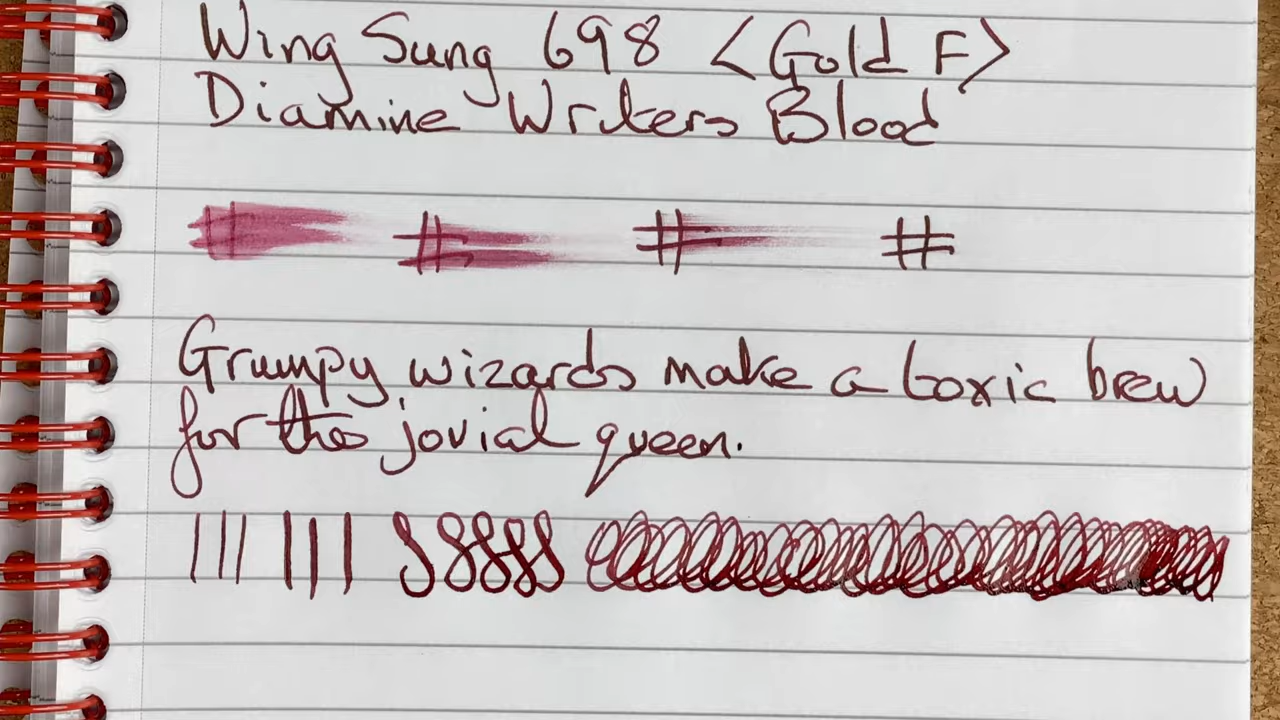 Wing Sung 698 <Gold F>
Diamine Writers Blood
# # # #
Grumpy wizards make a toxic brew
for the jovial queen.